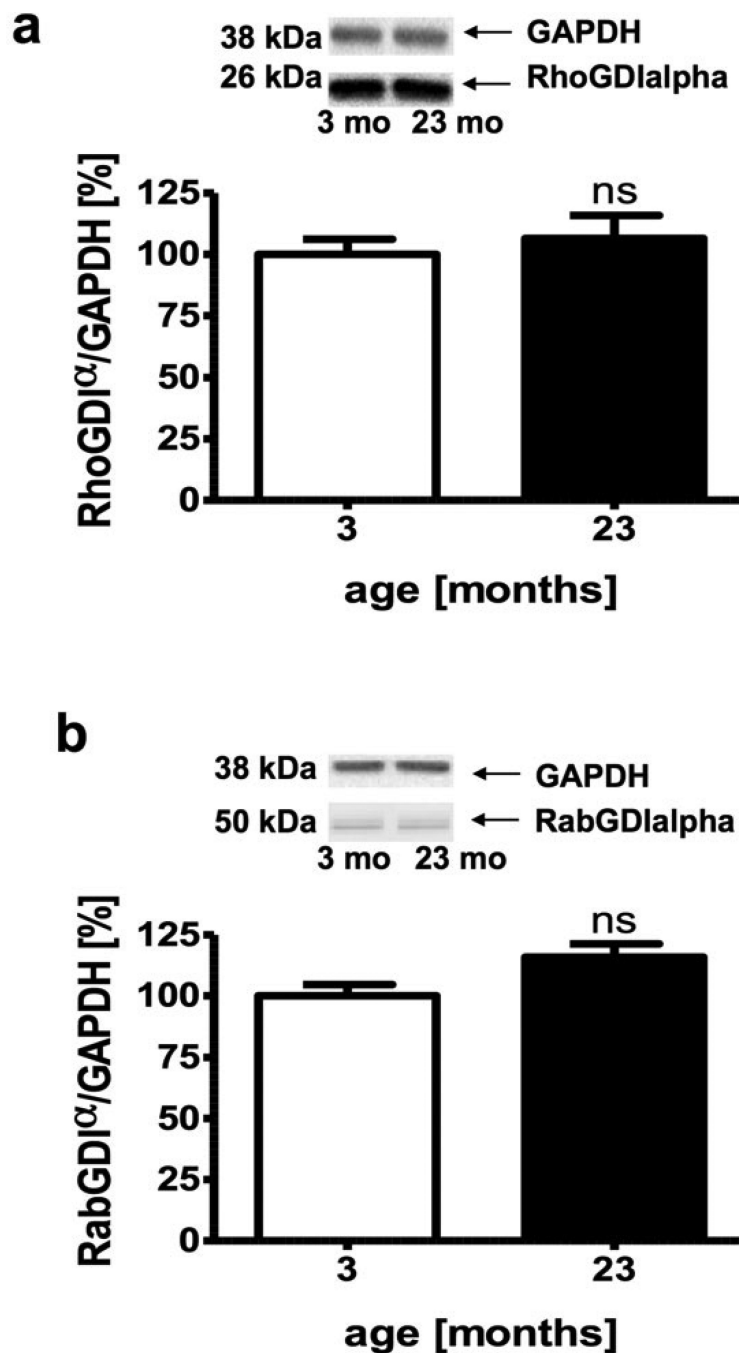 a
38 kDa GAPDH
26 kDa RhoGDIalpha
3 mo 23 mo
RhoGDIα/GAPDH [%]
125
100
75
50
25
0
ns
3 23
age [months]
b
38 kDa GAPDH
50 kDa RabGDIalpha
3 mo 23 mo
RabGDIα/GAPDH [%]
125
100
75
50
25
0
ns
3 23
age [months]